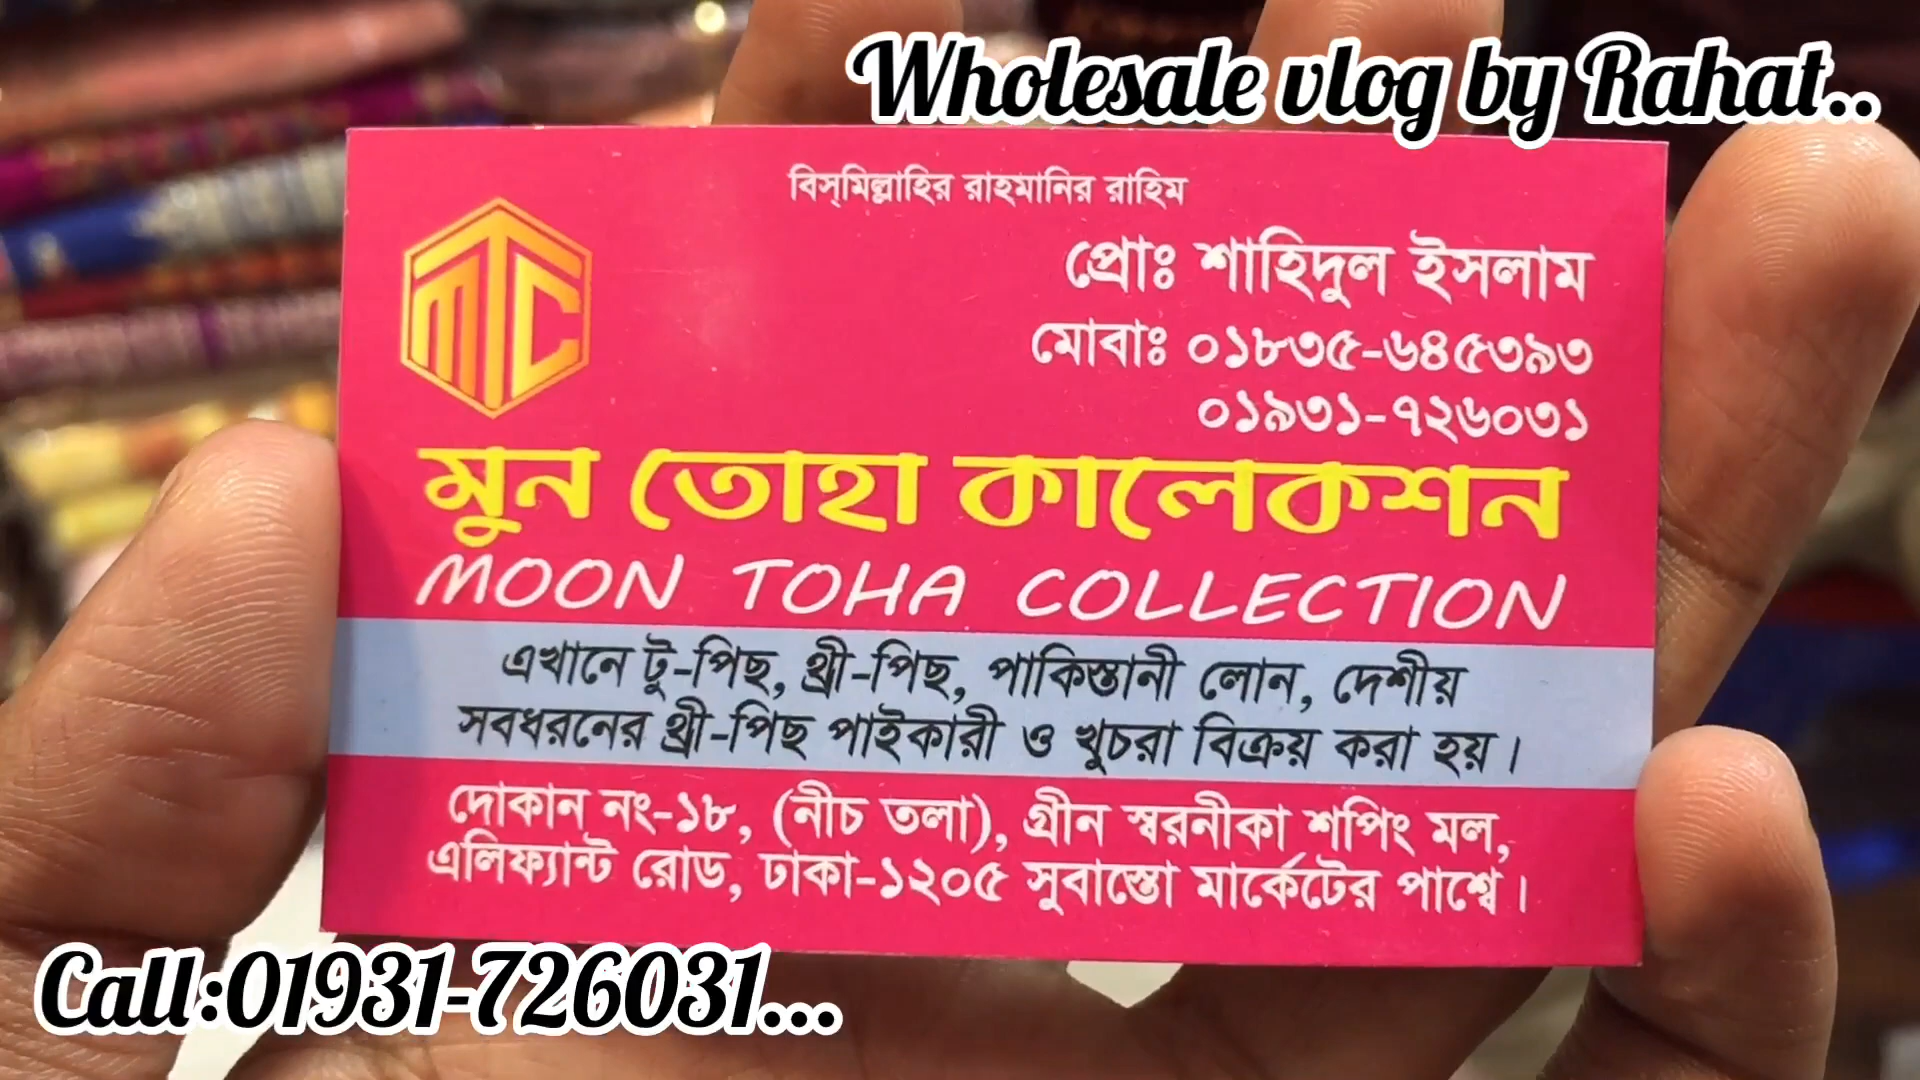 Wholesale vlog by Rahat..
বিস্‌মিল্লাহির রাহমানির রাহিম
MTC
প্রোঃ শাহিদুল ইসলাম
মোবাঃ ০১৮৩৫-৬৪৫৩৯৩
০১৯৩১-৭২৬০৩১
মুন তোহা কালেকশন
MOON TOHA COLLECTION
এখানে টু-পিছ, থ্রী-পিছ, পাকিস্তানী লোন, দেশীয়
সবধরনের থ্রী-পিছ পাইকারী ও খুচরা বিক্রয় করা হয়।
দোকান নং-১৮, (নীচ তলা), গ্রীন স্বরনীকা শপিং মল,
এলিফ্যান্ট রোড, ঢাকা-১২০৫ সুবাস্তো মার্কেটের পাশ্বে।
Call:01931-726031...